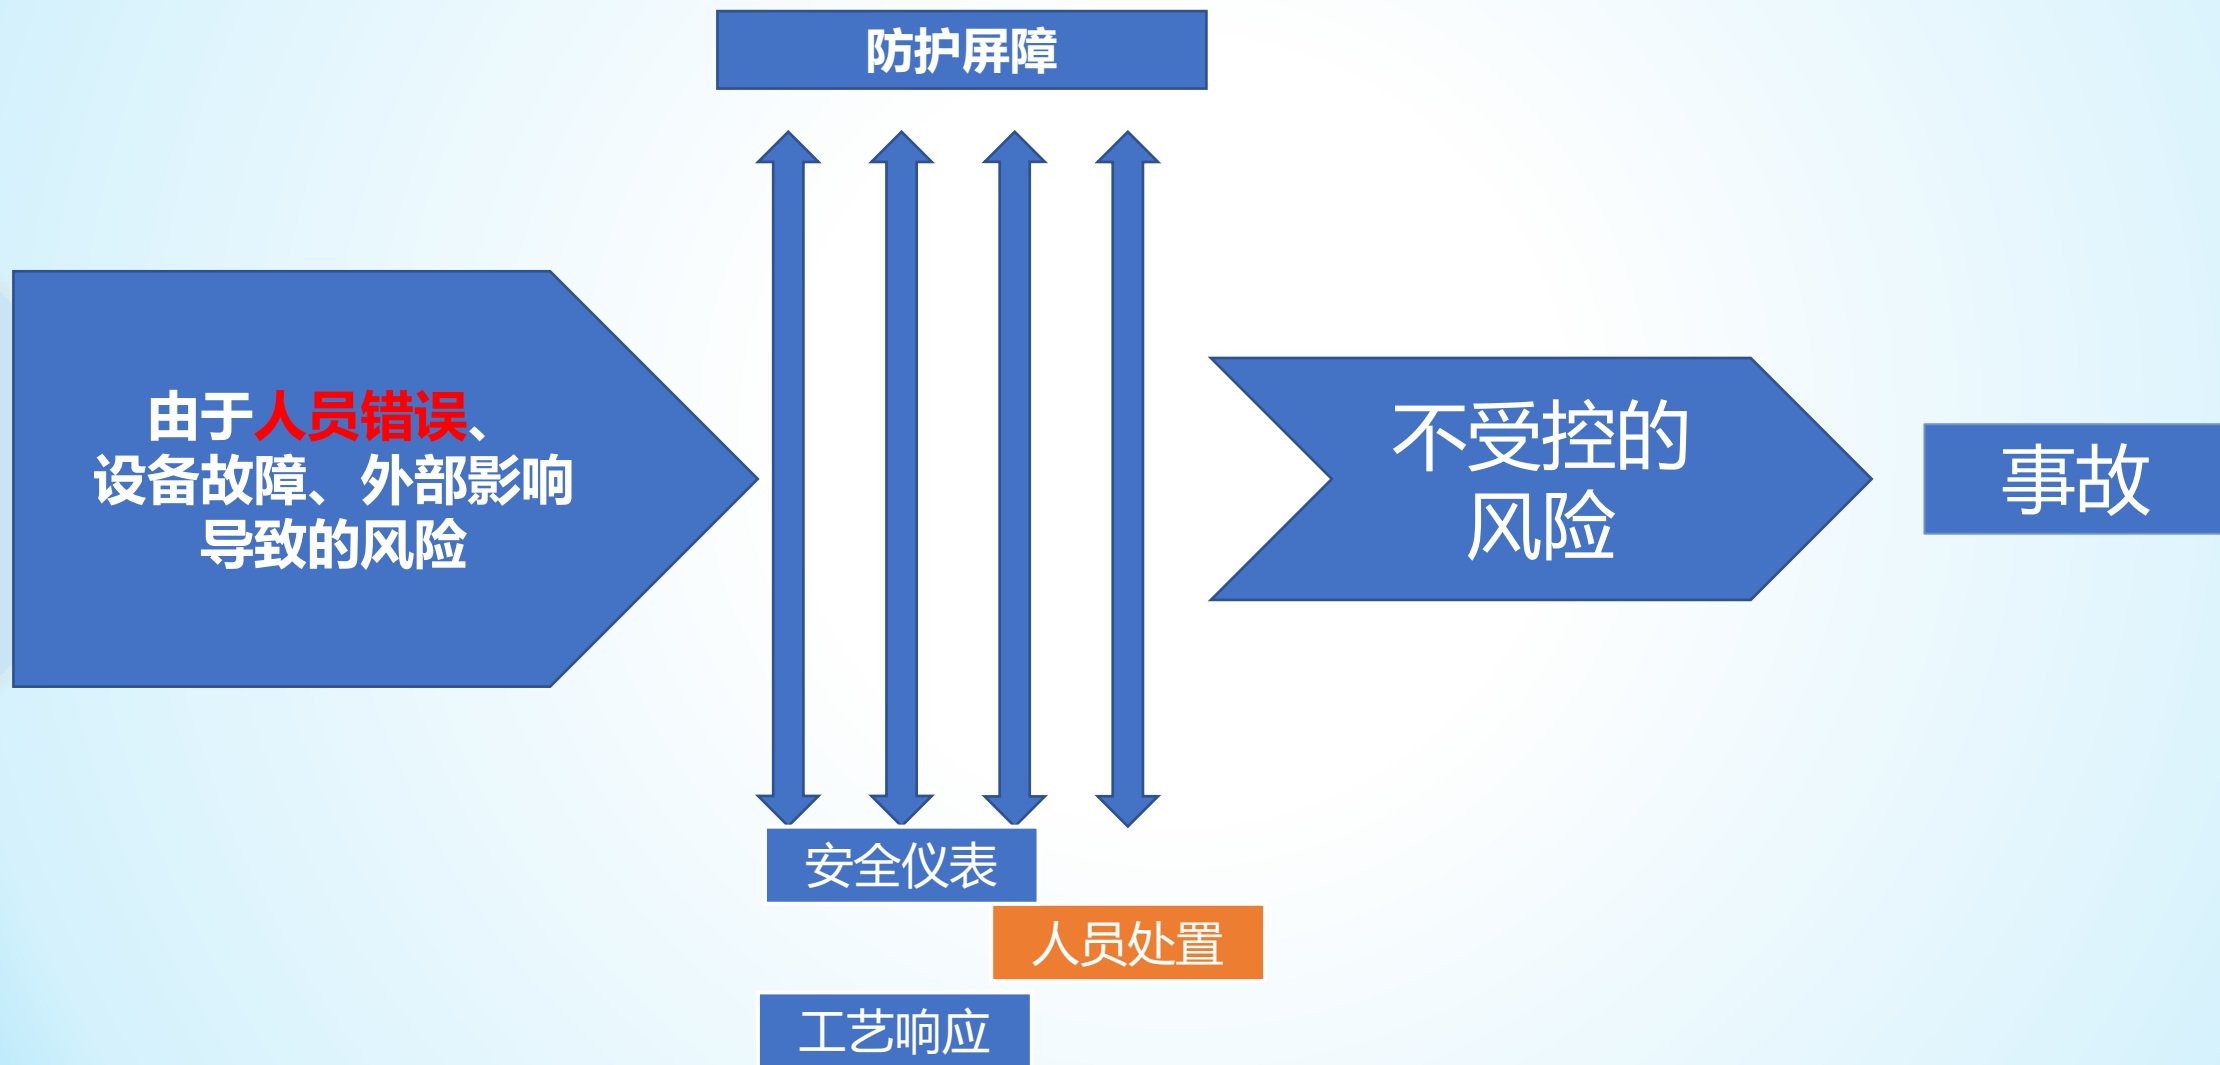 防护屏障
由于人员错误、
设备故障、外部影响
导致的风险
不受控的
风险
事故
安全仪表
人员处置
工艺响应